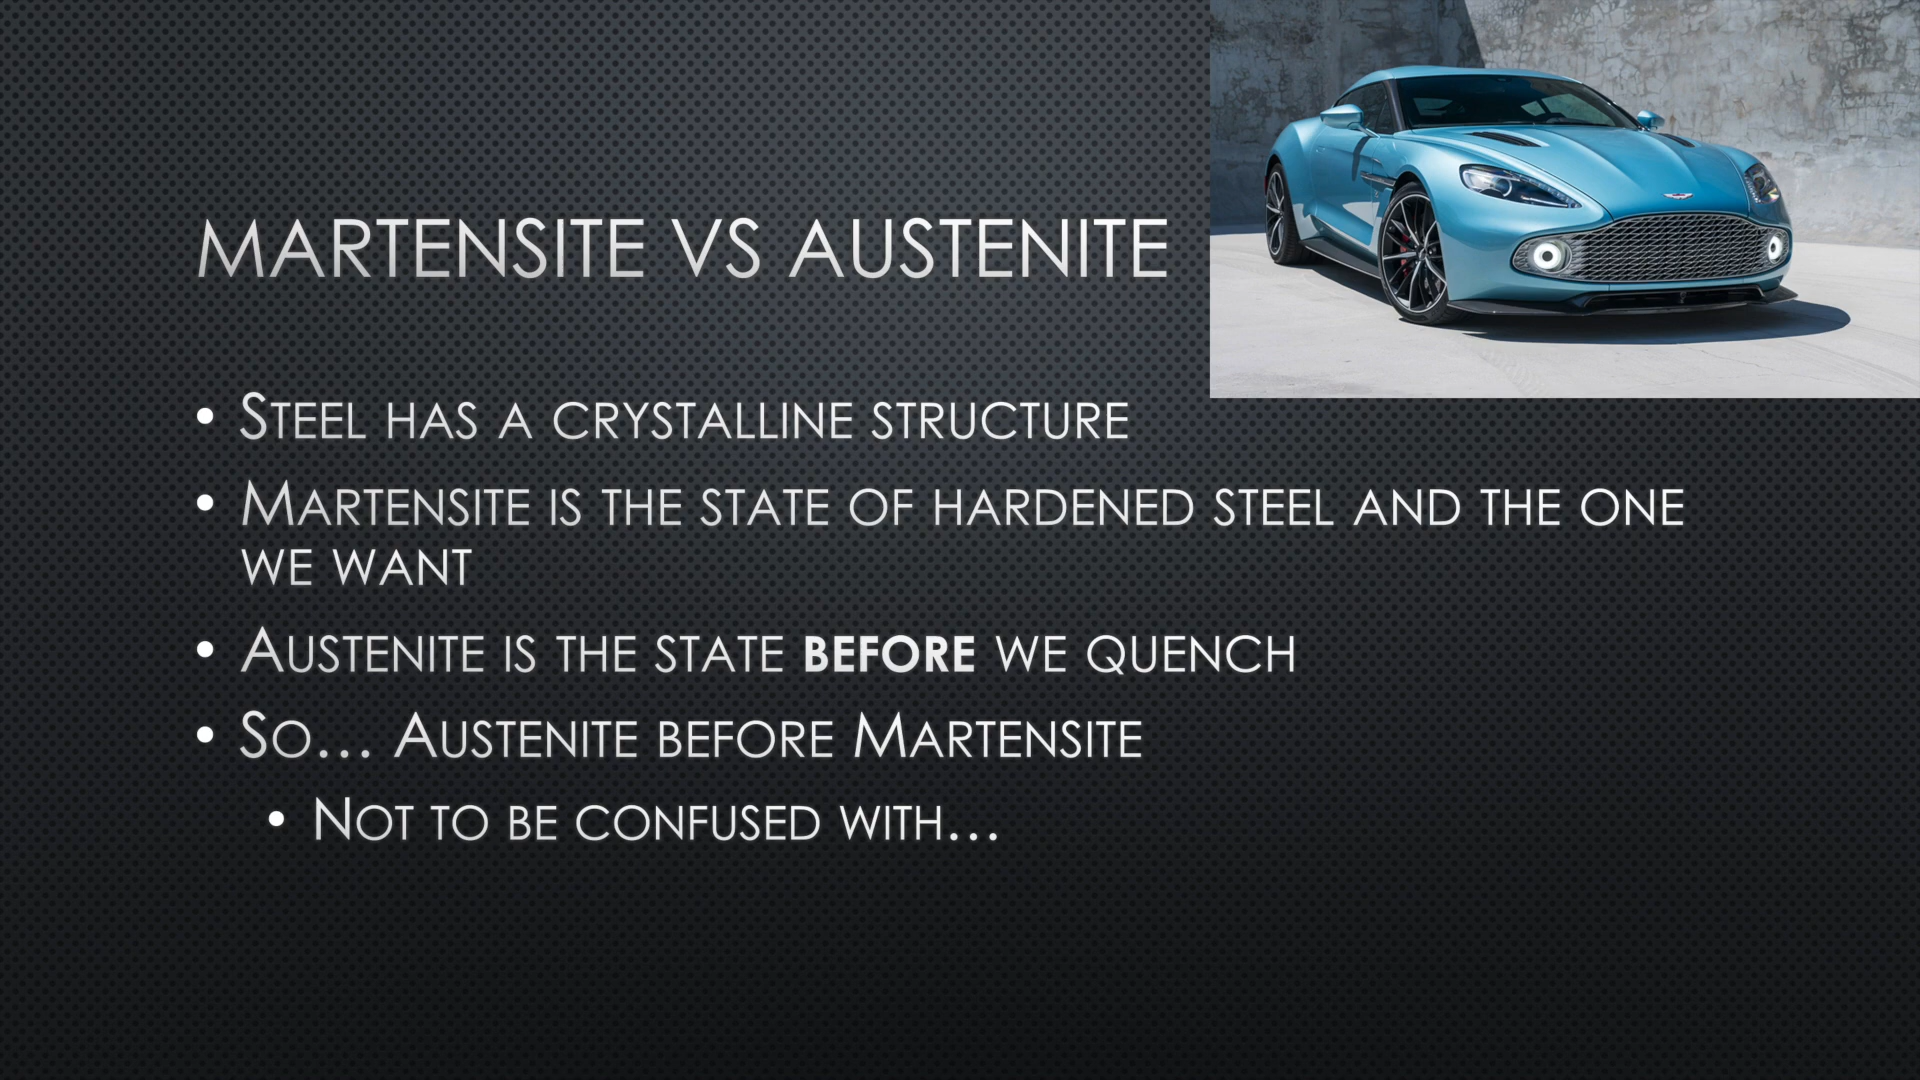 Martensite vs Austenite
• Steel has a crystalline structure
• Martensite is the state of hardened steel and the one
we want
• Austenite is the state before we quench
• So… Austenite before Martensite
• Not to be confused with…